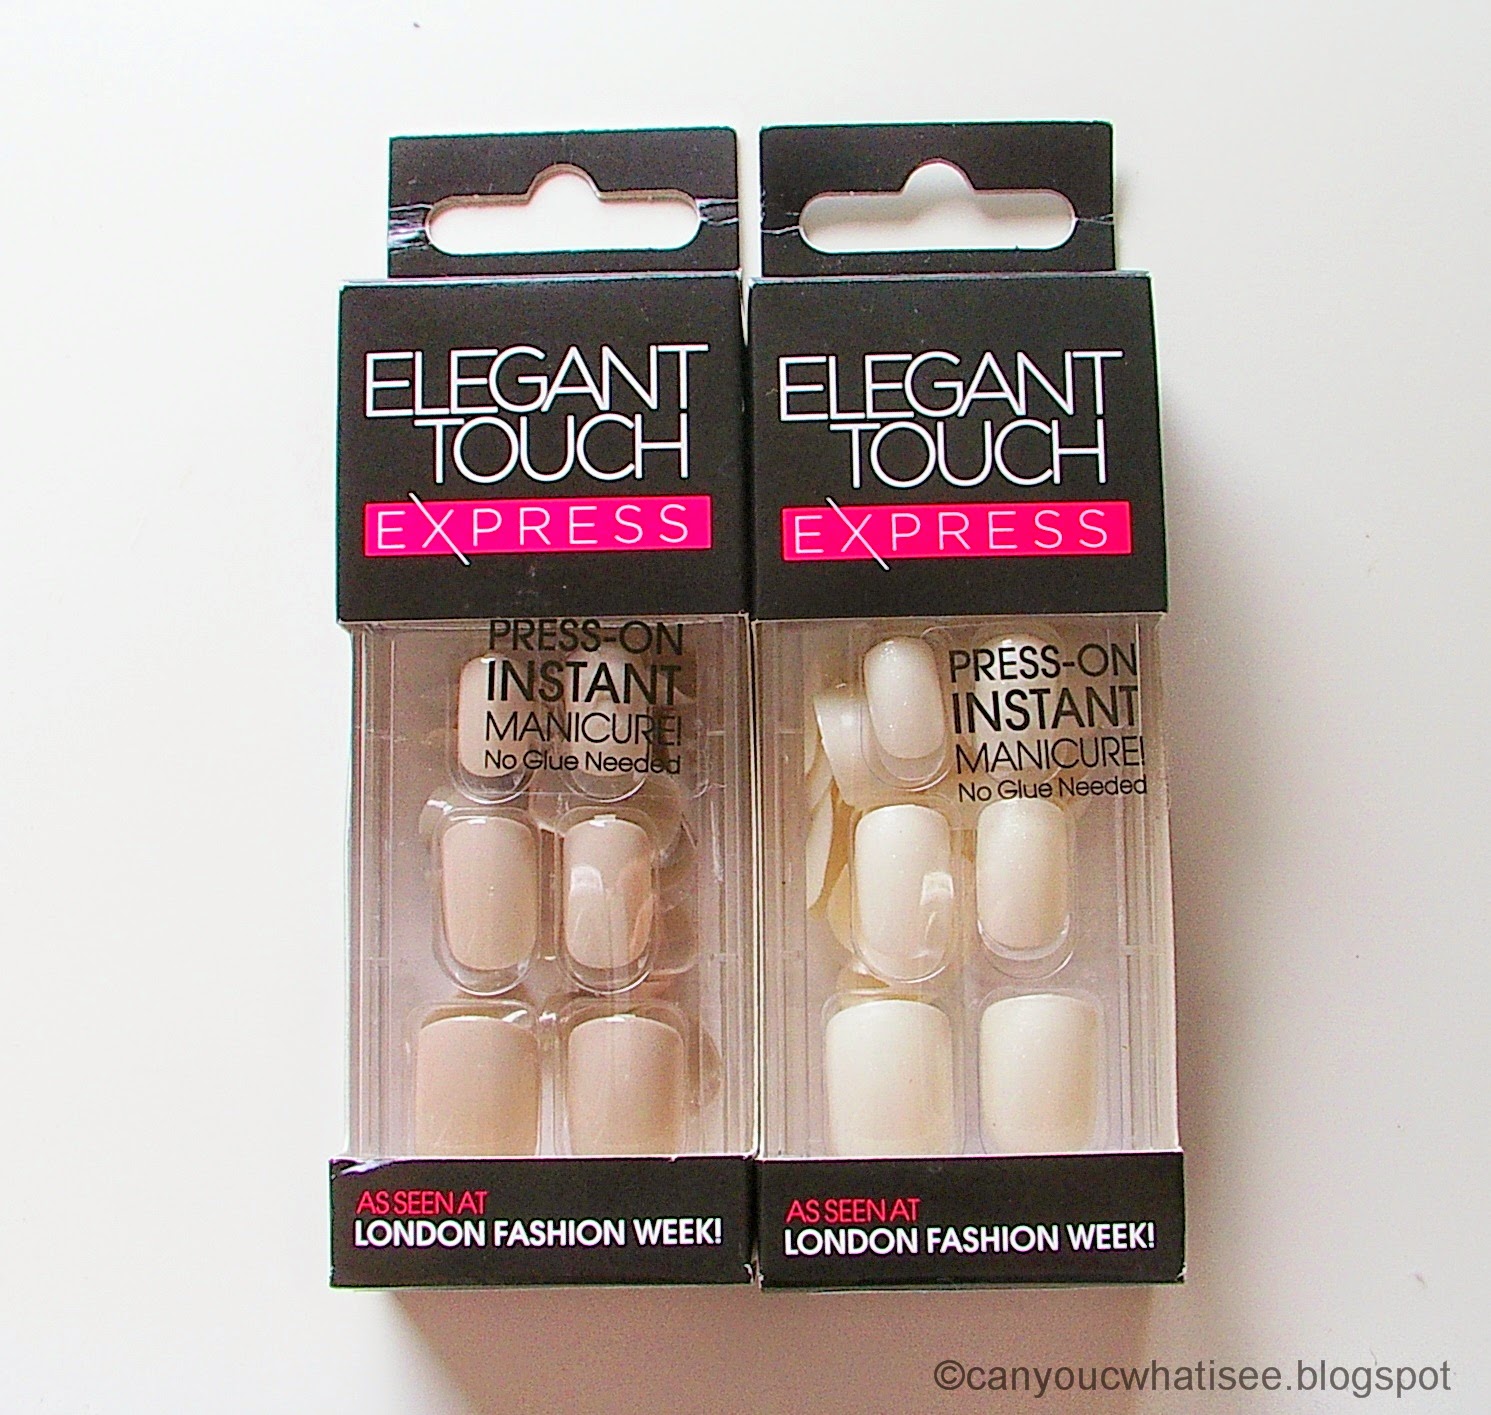 ELEGANT
TOUCH
EXPRESS
PRESS-ON
INSTANT
MANICURE!
No Glue Needed
AS SEEN AT
LONDON FASHION WEEK!
ELEGANT
TOUCH
EXPRESS
PRESS-ON
INSTANT
MANICURE!
No Glue Needed
AS SEEN AT
LONDON FASHION WEEK!
©canyoucwhatisee.blogspot